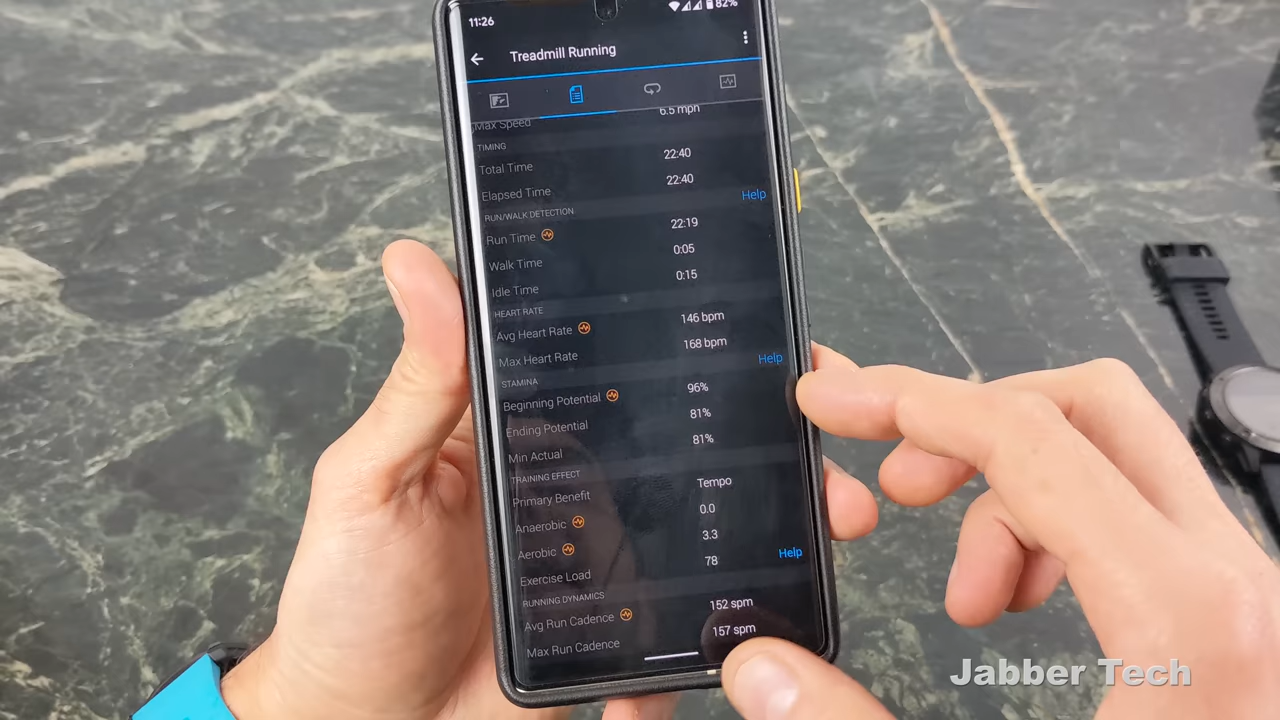 11:26
82%
Treadmill Running
Max Speed 6.5 mph
TIMING
Total Time 22:40
Elapsed Time 22:40
Help
RUN/WALK DETECTION
Run Time 22:19
Walk Time 0:05
Idle Time 0:15
HEART RATE
Avg Heart Rate 146 bpm
Max Heart Rate 168 bpm
Help
STAMINA
Beginning Potential 96%
Ending Potential 81%
Min Actual 81%
TRAINING EFFECT
Primary Benefit Tempo
Anaerobic 0.0
Aerobic 3.3
Exercise Load 78
Help
RUNNING DYNAMICS
Avg Run Cadence 152 spm
Max Run Cadence 157 spm
Jabber Tech